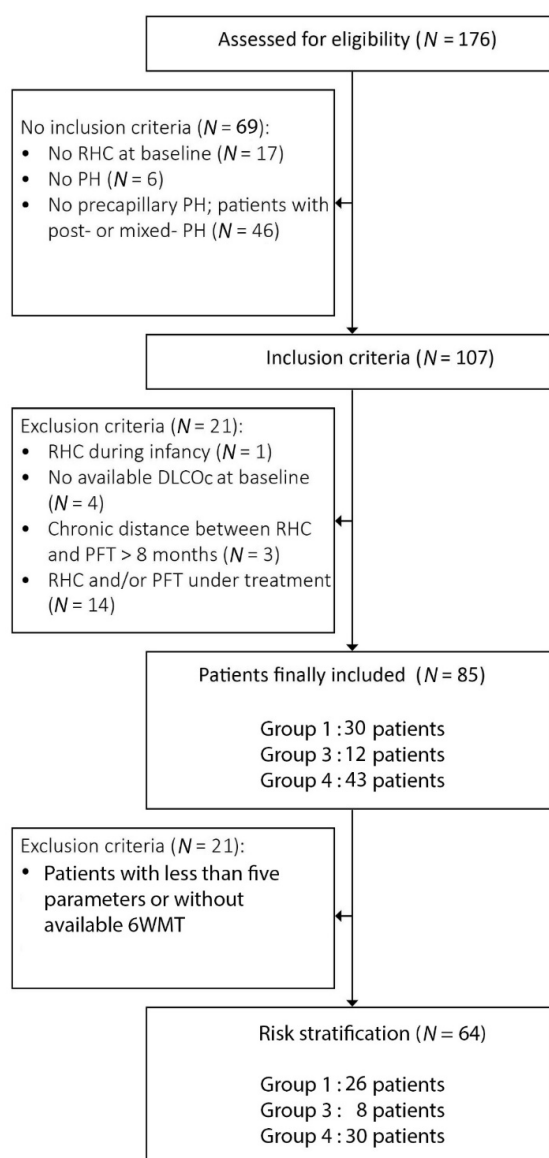 Assessed for eligibility (N = 176)
No inclusion criteria (N = 69):
• No RHC at baseline (N = 17)
• No PH (N = 6)
• No precapillary PH; patients with
post- or mixed- PH (N = 46)
Inclusion criteria (N = 107)
Exclusion criteria (N = 21):
• RHC during infancy (N = 1)
• No available DLCOc at baseline
(N = 4)
• Chronic distance between RHC
and PFT > 8 months (N = 3)
• RHC and/or PFT under treatment
(N = 14)
Patients finally included (N = 85)
Group 1 : 30 patients
Group 3 : 12 patients
Group 4 : 43 patients
Exclusion criteria (N = 21):
• Patients with less than five
parameters or without
available 6WMT
Risk stratification (N = 64)
Group 1 : 26 patients
Group 3 : 8 patients
Group 4 : 30 patients